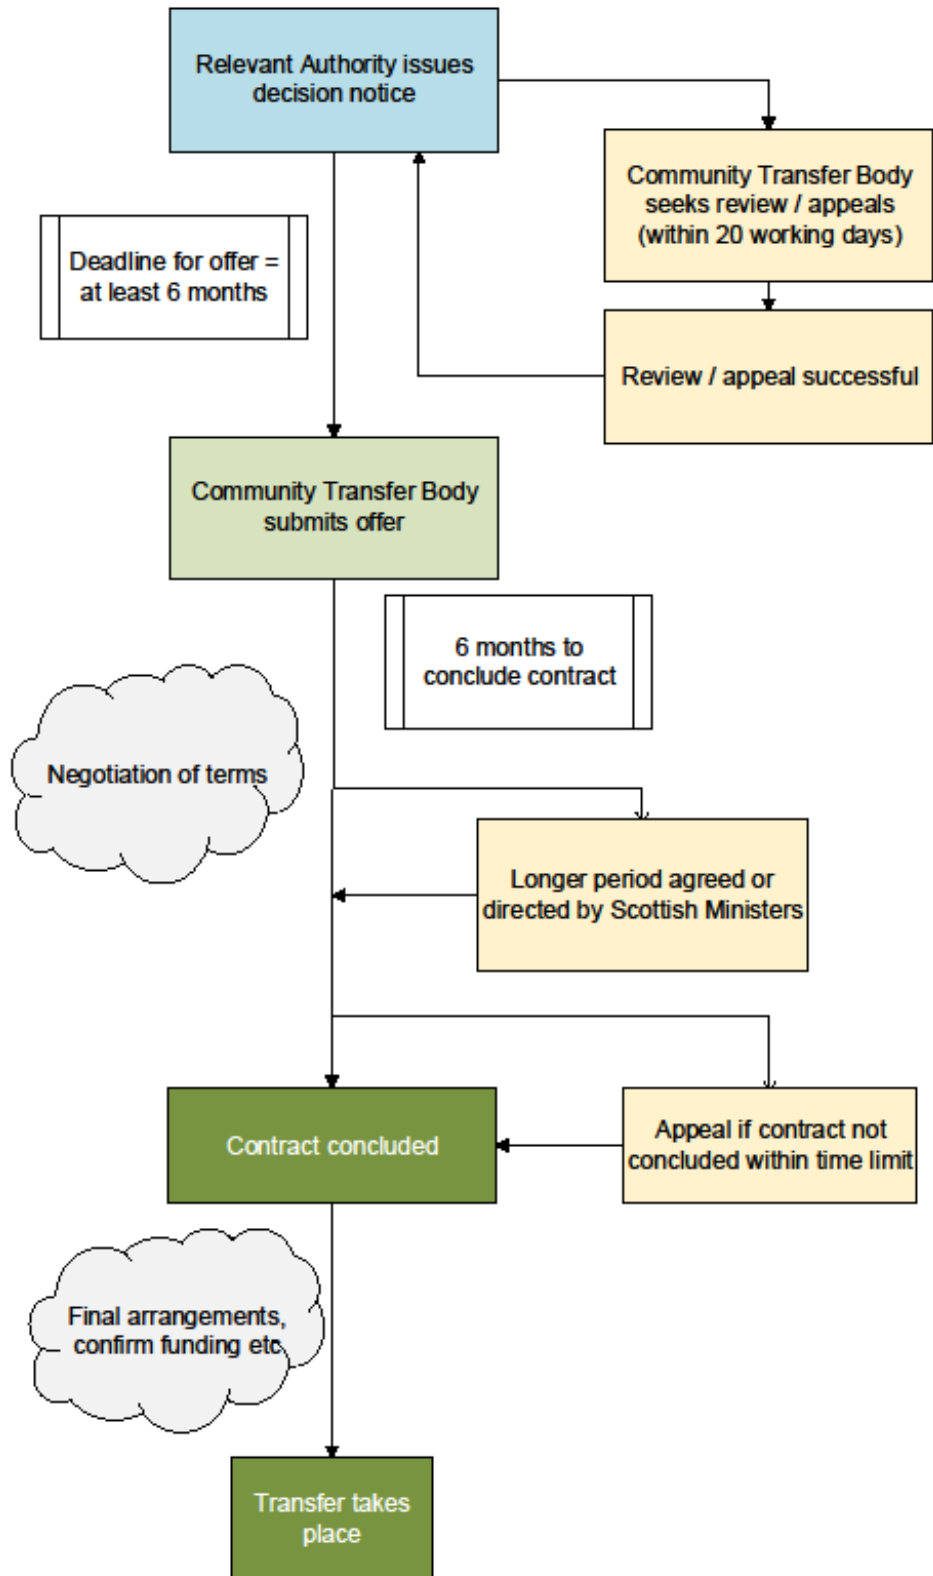 Relevant Authority issues
decision notice
Community Transfer Body
seeks review / appeals
(within 20 working days)
Deadline for offer =
at least 6 months
Review / appeal successful
Community Transfer Body
submits offer
6 months to
conclude contract
Negotiation of terms
Longer period agreed or
directed by Scottish Ministers
Contract concluded
Appeal if contract not
concluded within time limit
Final arrangements,
confirm funding etc
Transfer takes
place